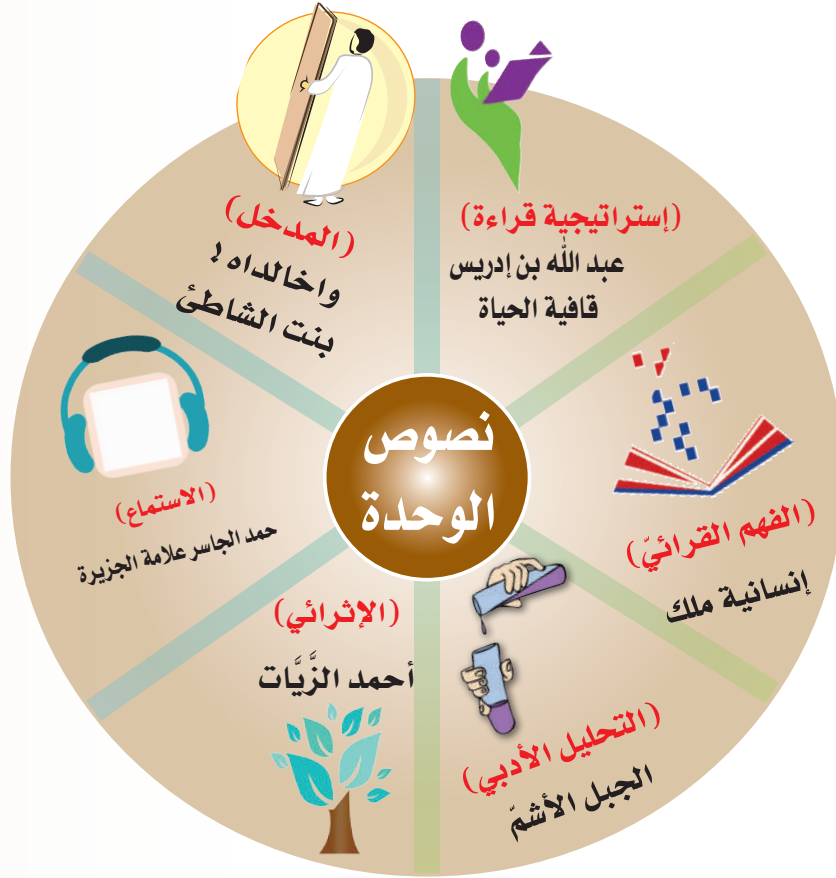 نصوص
الوحدة
(إستراتيجية قراءة)
عبد الله بن إدريس
قافية الحياة
(الفهم القرائيّ)
إنسانية ملك
(التحليل الأدبي)
الجبل الأشمّ
(الإثرائي)
أحمد الزَّيَّات
(الاستماع)
حمد الجاسر علامة الجزيرة
(المدخل)
واخالداه !
بنت الشاطئ